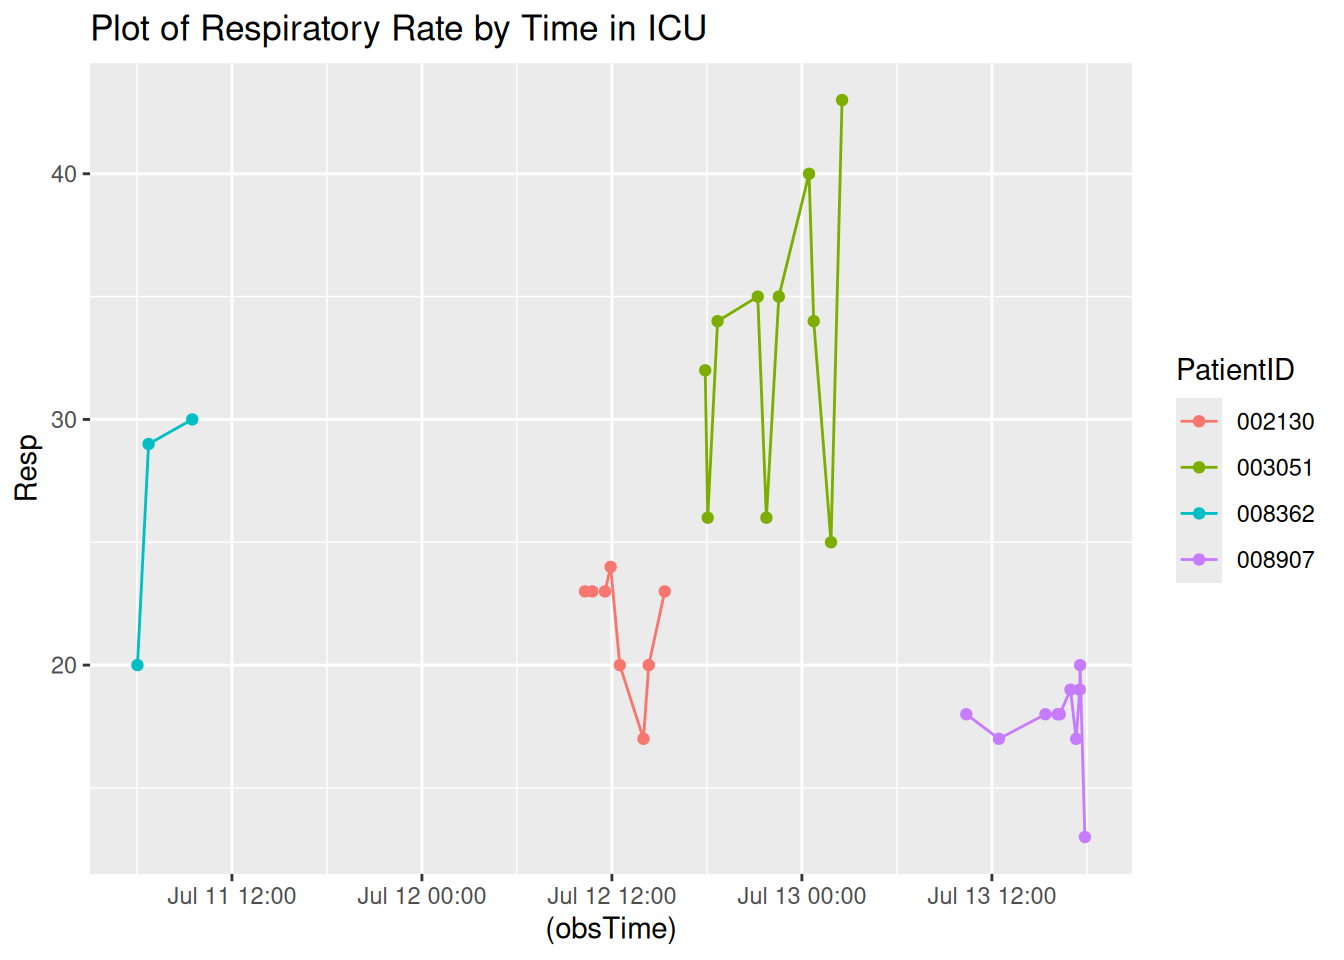 Plot of Respiratory Rate by Time in ICU
40
30
20
Resp
Jul 11 12:00
Jul 12 00:00
Jul 12 12:00
Jul 13 00:00
Jul 13 12:00
(obsTime)
PatientID
002130
003051
008362
008907